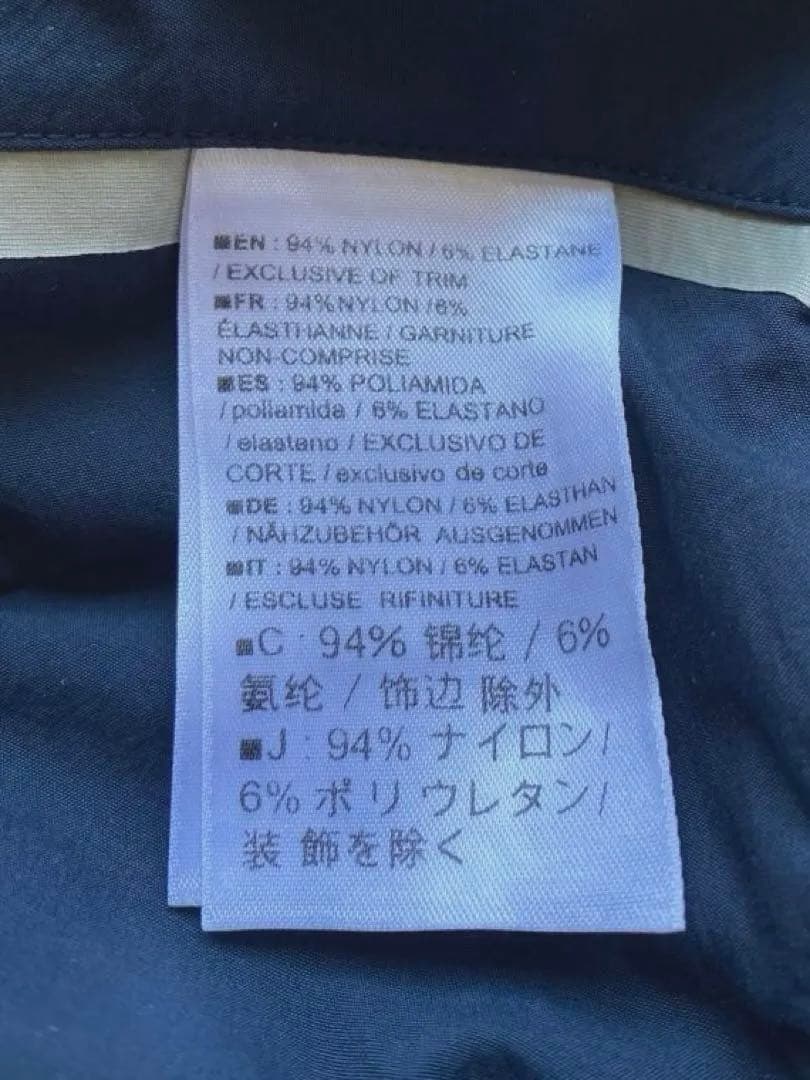 ■EN : 94% NYLON / 6% ELASTANE
/ EXCLUSIVE OF TRIM
■FR : 94%NYLON /6%
ÉLASTHANNE / GARNITURE
NON-COMPRISE
■ES : 94% POLIAMIDA
/poliamida / 6% ELASTANO
/elastano / EXCLUSIVO DE
CORTE / exclusivo de corte
■DE : 94% NYLON / 6% ELASTHAN
/ NÄHZUBEHÖR AUSGENOMMEN
■IT : 94% NYLON / 6% ELASTAN
/ ESCLUSE RIFINITURE
■C : 94% 锦纶 / 6%
氨纶 / 饰边 除外
■J : 94% ナイロン/
6% ポリウレタン/
装飾を除く